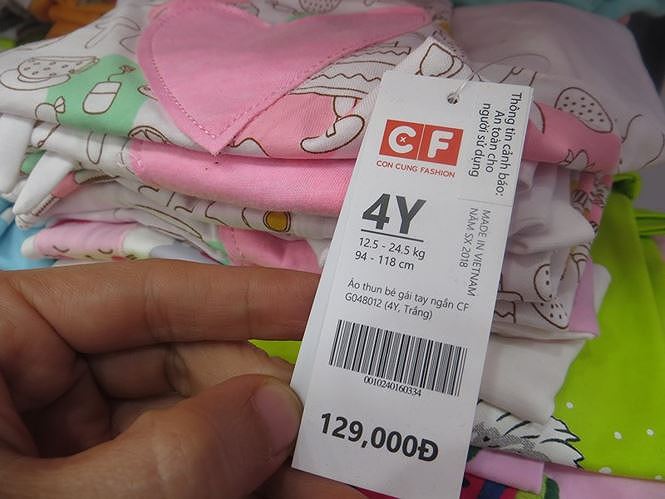 CF
CON CUNG FASHION
4Y
12.5 - 24.5 kg
94 - 118 cm
Áo thun bé gái tay ngắn CF
G048012 (4Y, Trắng)
0010240160334
129,000Đ
Thông tin cảnh báo:
An toàn cho
người sử dụng
MADE IN VIETNAM
NĂM SX 2018